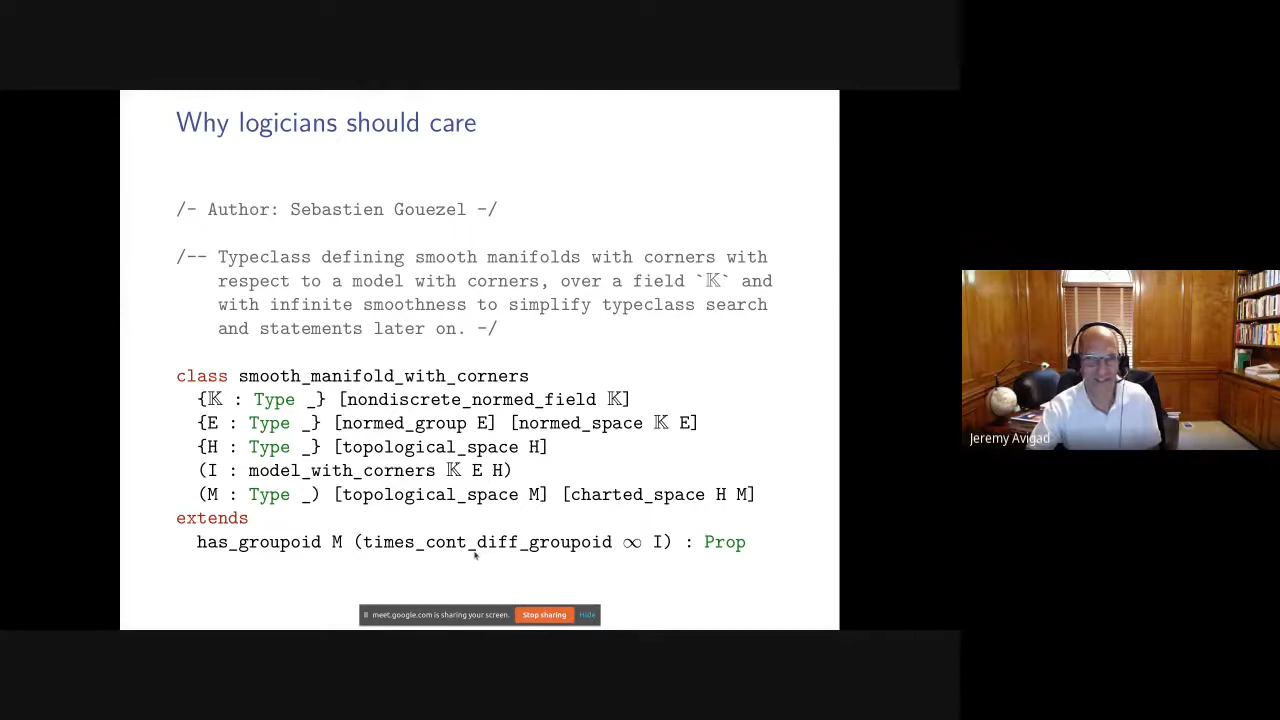 Why logicians should care
/- Author: Sebastien Gouezel -/
/-- Typeclass defining smooth manifolds with corners with
respect to a model with corners, over a field `𝕂` and
with infinite smoothness to simplify typeclass search
and statements later on. -/
class smooth_manifold_with_corners
{𝕂 : Type _} [nondiscrete_normed_field 𝕂]
{E : Type _} [normed_group E] [normed_space 𝕂 E]
{H : Type _} [topological_space H]
(I : model_with_corners 𝕂 E H)
(M : Type _) [topological_space M] [charted_space H M]
extends
has_groupoid M (times_cont_diff_groupoid ∞ I) : Prop
meet.google.com is sharing your screen. Stop sharing Hide
Jeremy Avigad